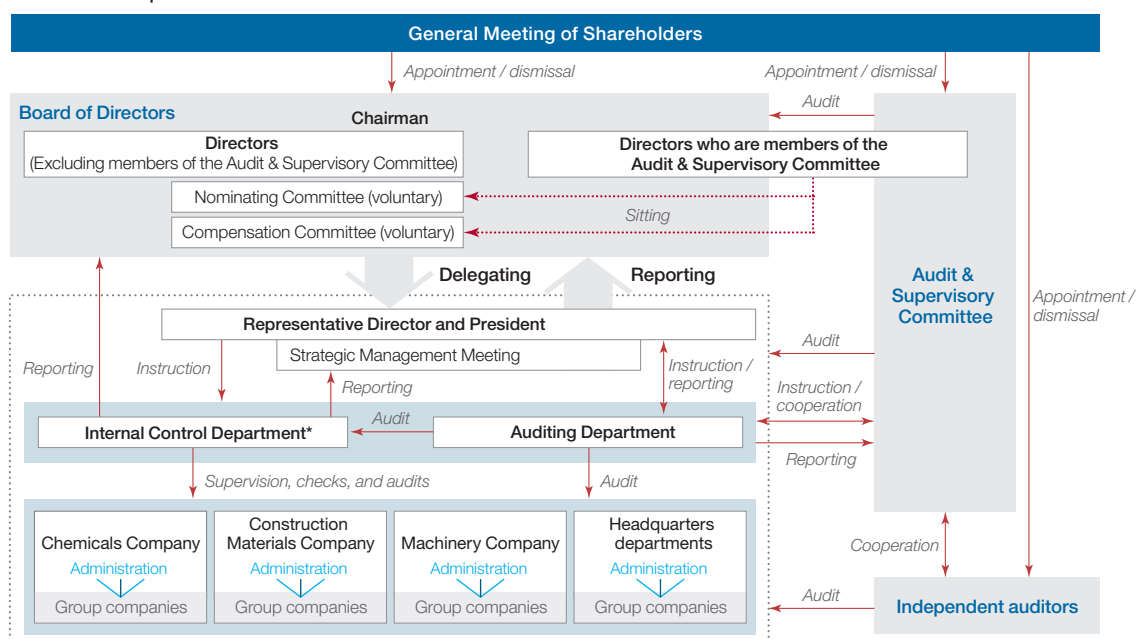 General Meeting of Shareholders
Appointment / dismissal
Appointment / dismissal
Board of Directors
Chairman
Audit
Directors
(Excluding members of the Audit & Supervisory Committee)
Directors who are members of the
Audit & Supervisory Committee
Nominating Committee (voluntary)
Sitting
Compensation Committee (voluntary)
Delegating
Reporting
Audit &
Supervisory
Committee
Appointment /
dismissal
Representative Director and President
Strategic Management Meeting
Audit
Reporting
Instruction
Reporting
Instruction /
reporting
Instruction /
cooperation
Internal Control Department*
Audit
Auditing Department
Reporting
Supervision, checks, and audits
Audit
Chemicals Company
Administration
Group companies
Construction
Materials Company
Administration
Group companies
Machinery Company
Administration
Group companies
Headquarters
departments
Administration
Group companies
Cooperation
Audit
Independent auditors